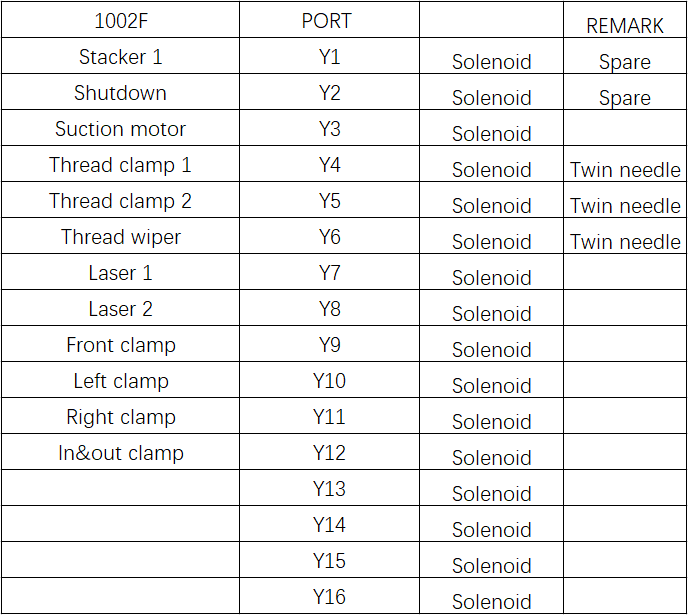 1002F PORT REMARK
Stacker 1 Y1 Solenoid Spare
Shutdown Y2 Solenoid Spare
Suction motor Y3 Solenoid
Thread clamp 1 Y4 Solenoid Twin needle
Thread clamp 2 Y5 Solenoid Twin needle
Thread wiper Y6 Solenoid Twin needle
Laser 1 Y7 Solenoid
Laser 2 Y8 Solenoid
Front clamp Y9 Solenoid
Left clamp Y10 Solenoid
Right clamp Y11 Solenoid
In&out clamp Y12 Solenoid
Y13 Solenoid
Y14 Solenoid
Y15 Solenoid
Y16 Solenoid